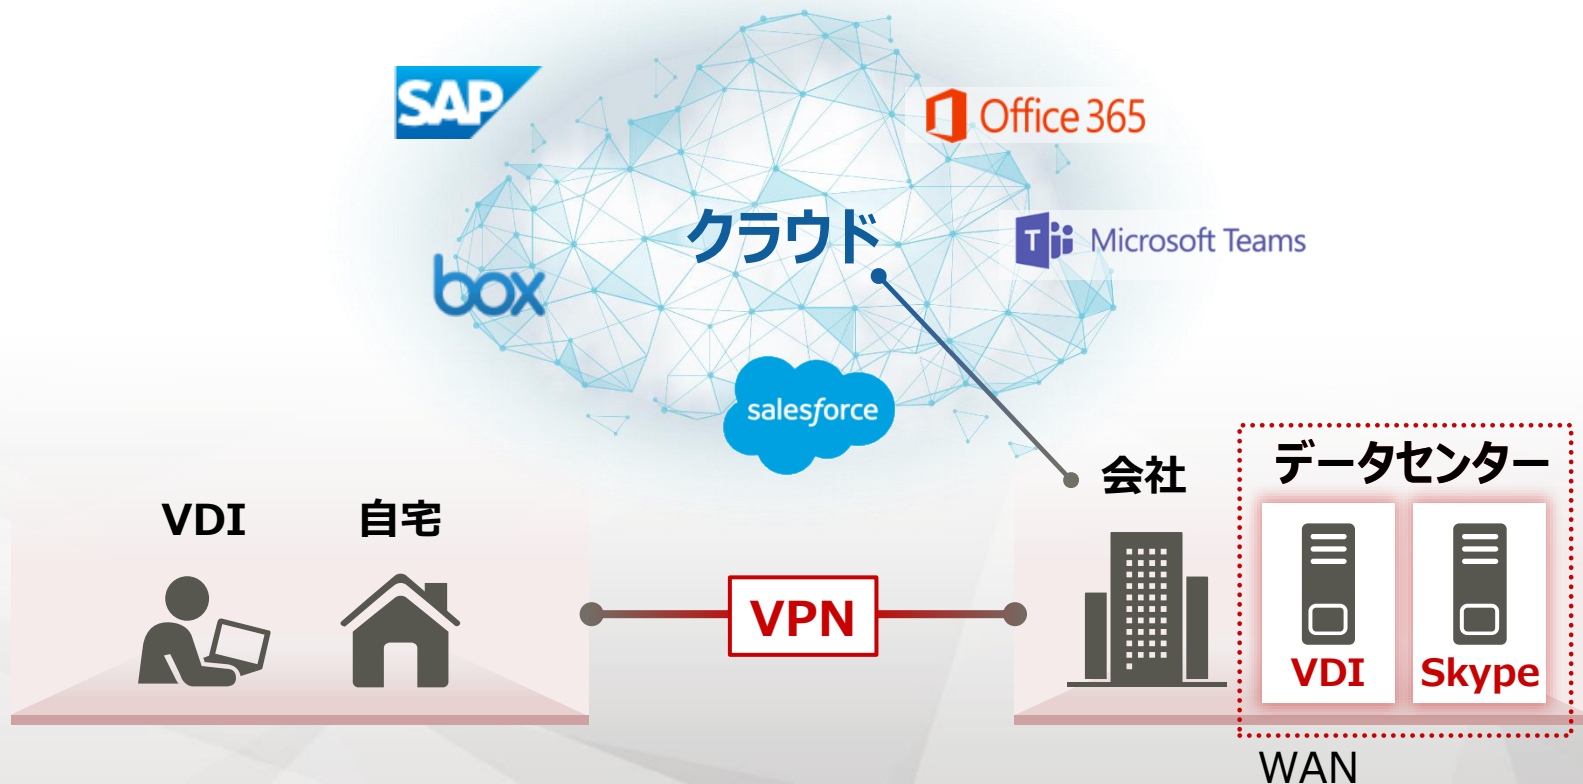 SAP
Office 365
クラウド
T
Microsoft Teams
box
salesforce
データセンター
会社
VDI
自宅
VPN
VDI
Skype
WAN